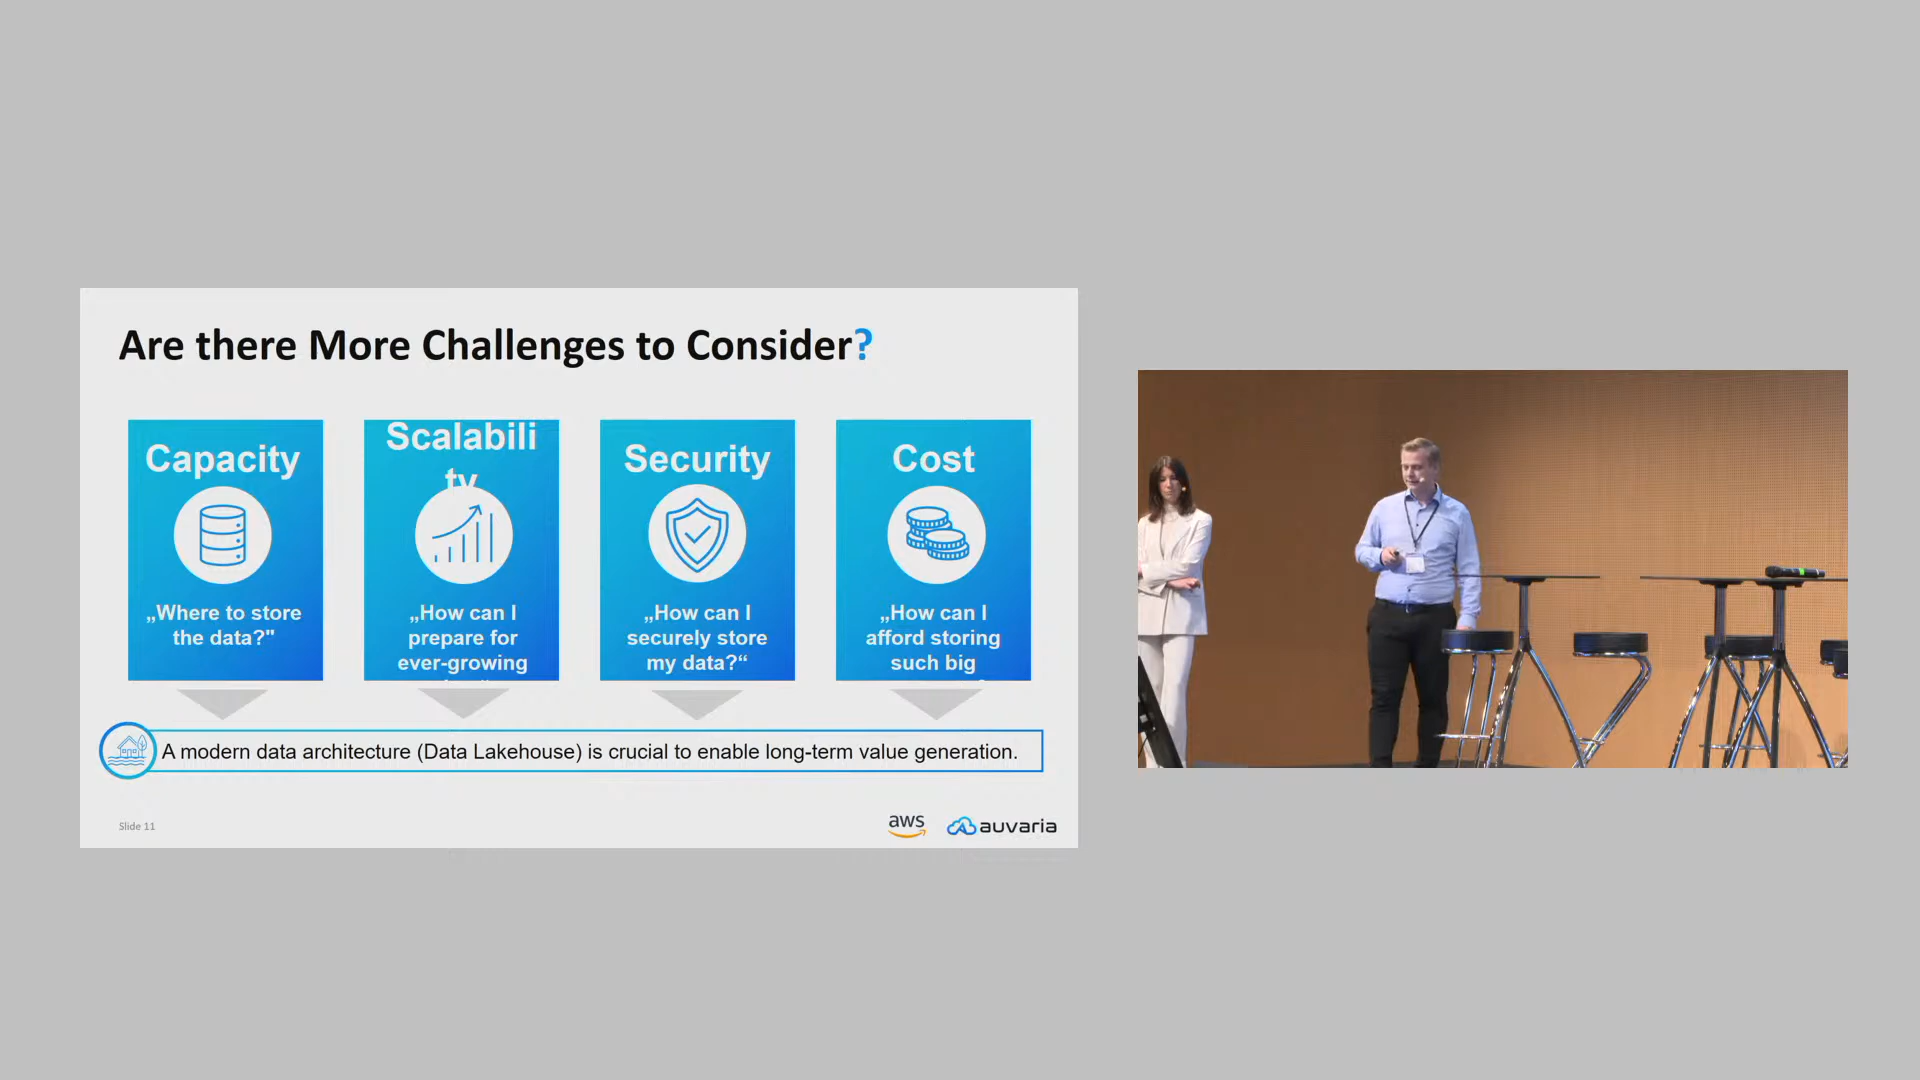 Are there More Challenges to Consider?
Capacity
„Where to store
the data?"
Scalabili
ty
„How can I
prepare for
ever-growing
Security
„How can I
securely store
my data?“
Cost
„How can I
afford storing
such big
A modern data architecture (Data Lakehouse) is crucial to enable long-term value generation.
Slide 11
aws
auvaria